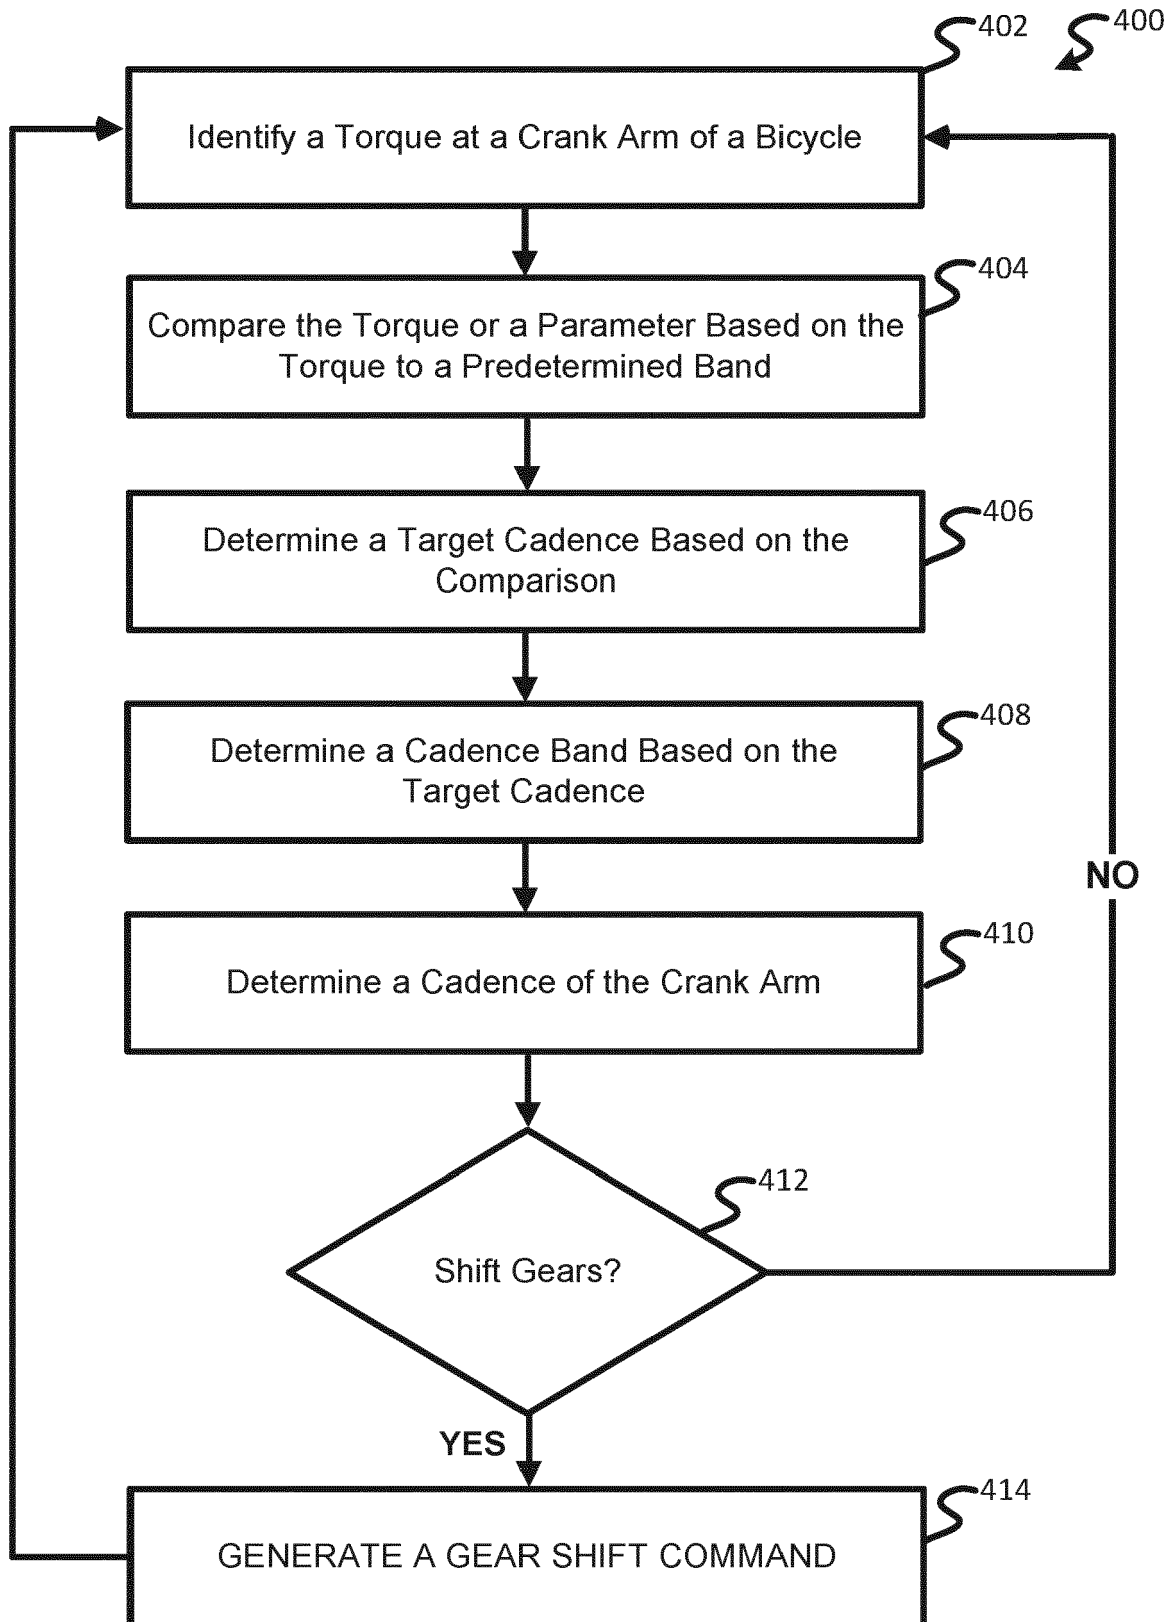 402
400
Identify a Torque at a Crank Arm of a Bicycle
404
Compare the Torque or a Parameter Based on the
Torque to a Predetermined Band
406
Determine a Target Cadence Based on the
Comparison
408
Determine a Cadence Band Based on the
Target Cadence
NO
410
Determine a Cadence of the Crank Arm
412
Shift Gears?
YES
414
GENERATE A GEAR SHIFT COMMAND